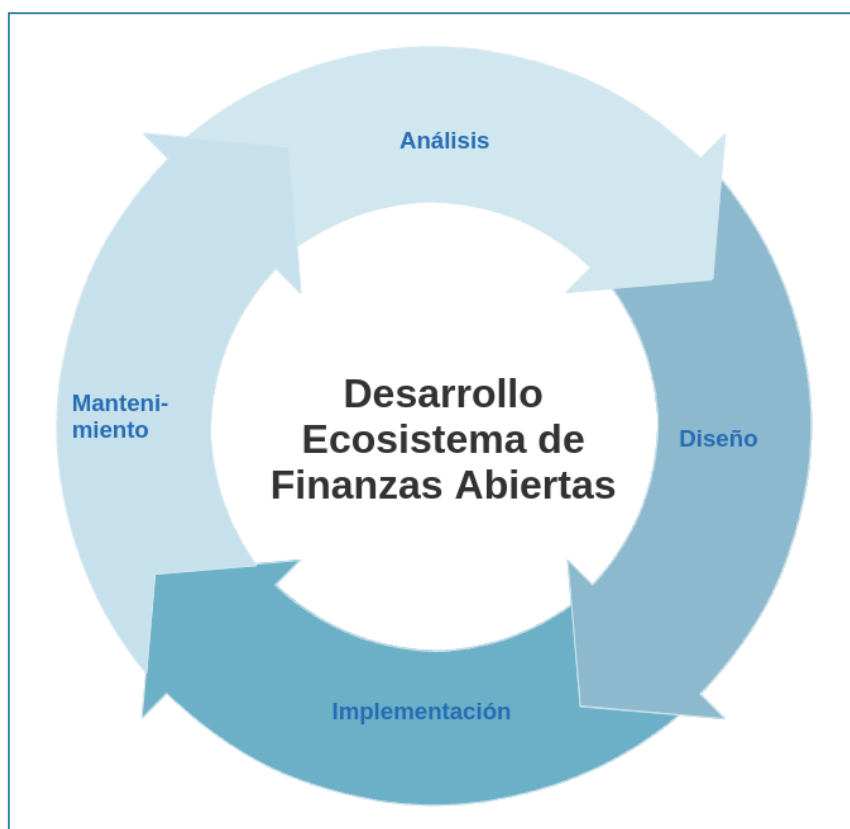 Análisis
Manteni-
miento
Desarrollo
Ecosistema de
Finanzas Abiertas
Diseño
Implementación